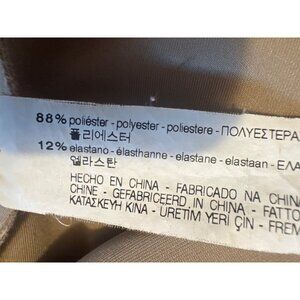 88% poliéster - polyester - poliestere - ΠΟΛΥΕΣΤΕΡΑ
폴리에스터
12% elastano - élasthanne - elastane - elastaan - ΕΛΑ
엘라스탄
HECHO EN CHINA - FABRICADO NA CHINA
CHINE - GEFABRICEERD IN CHINA - FATTO
ΚΑΤΑΣΚΕΥΗ ΚΙΝΑ - URETIM YERI ÇIN - FREM